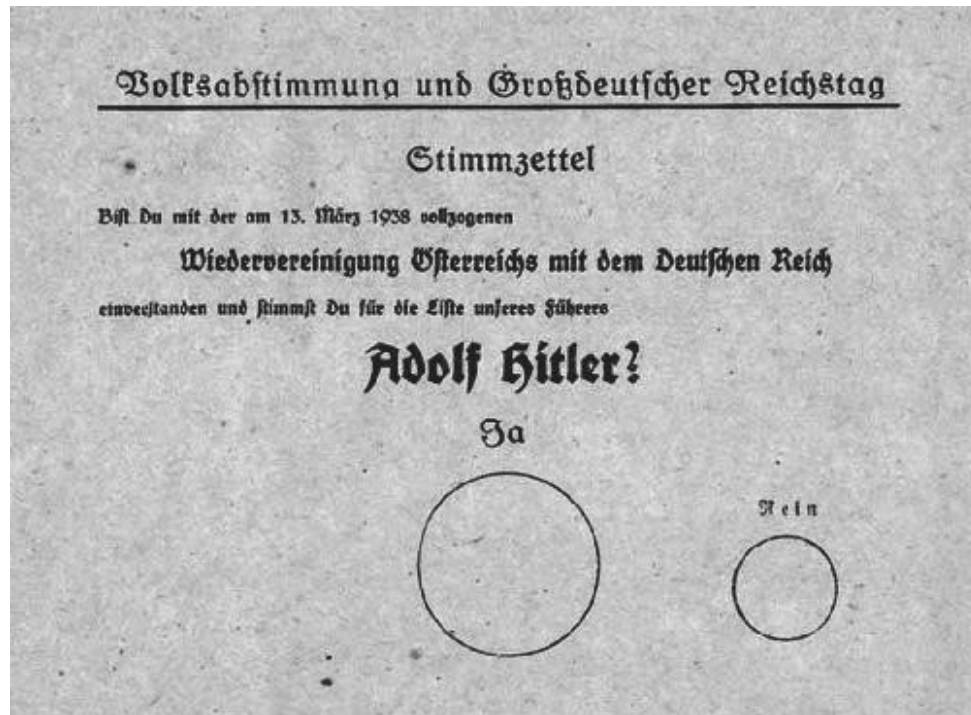 Volksabstimmung und Großdeutscher Reichstag
Stimmzettel
Bist Du mit der am 13. März 1938 vollzogenen
Wiedervereinigung Österreichs mit dem Deutschen Reich
einverstanden und stimmst Du für die Liste unseres Führers
Adolf Hitler?
Ja
Nein